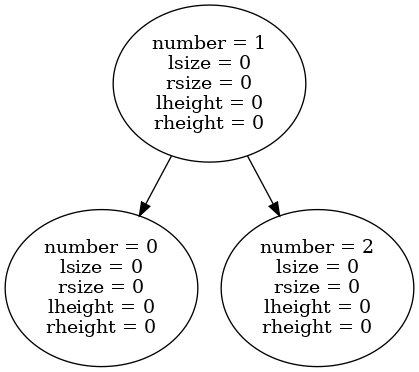 number = 1
lsize = 0
rsize = 0
lheight = 0
rheight = 0
number = 0
lsize = 0
rsize = 0
lheight = 0
rheight = 0
number = 2
lsize = 0
rsize = 0
lheight = 0
rheight = 0